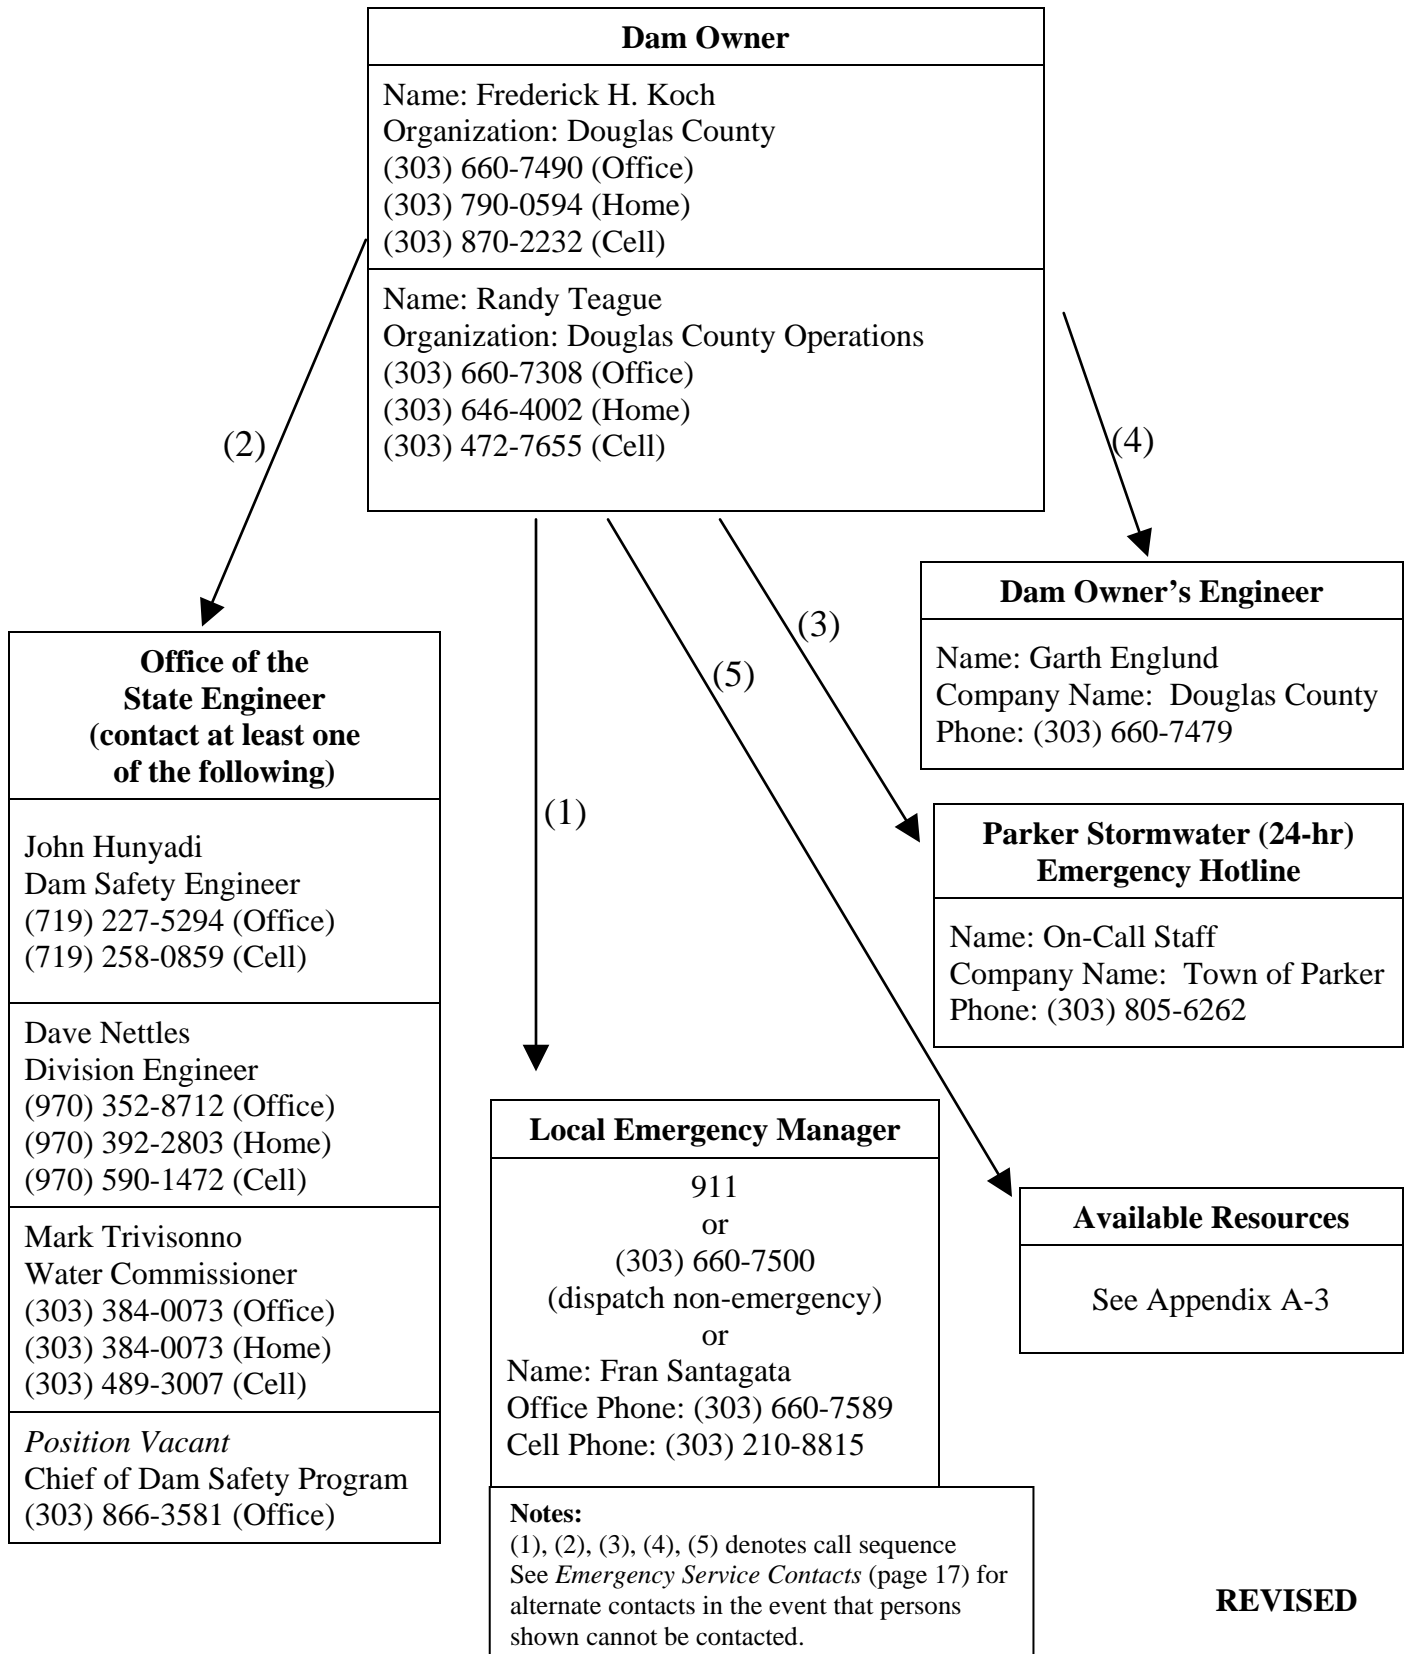 Dam Owner
Name: Frederick H. Koch
Organization: Douglas County
(303) 660-7490 (Office)
(303) 790-0594 (Home)
(303) 870-2232 (Cell)
Name: Randy Teague
Organization: Douglas County Operations
(303) 660-7308 (Office)
(303) 646-4002 (Home)
(303) 472-7655 (Cell)
(2)
(4)
(3)
(5)
(1)
Office of the
State Engineer
(contact at least one
of the following)
John Hunyadi
Dam Safety Engineer
(719) 227-5294 (Office)
(719) 258-0859 (Cell)
Dave Nettles
Division Engineer
(970) 352-8712 (Office)
(970) 392-2803 (Home)
(970) 590-1472 (Cell)
Mark Trivisonno
Water Commissioner
(303) 384-0073 (Office)
(303) 384-0073 (Home)
(303) 489-3007 (Cell)
Position Vacant
Chief of Dam Safety Program
(303) 866-3581 (Office)
Dam Owner’s Engineer
Name: Garth Englund
Company Name:  Douglas County
Phone: (303) 660-7479
Parker Stormwater (24-hr)
Emergency Hotline
Name: On-Call Staff
Company Name:  Town of Parker
Phone: (303) 805-6262
Local Emergency Manager
911
or
(303) 660-7500
(dispatch non-emergency)
or
Name: Fran Santagata
Office Phone: (303) 660-7589
Cell Phone: (303) 210-8815
Available Resources
See Appendix A-3
Notes:
(1), (2), (3), (4), (5) denotes call sequence
See Emergency Service Contacts (page 17) for
alternate contacts in the event that persons
shown cannot be contacted.
REVISED